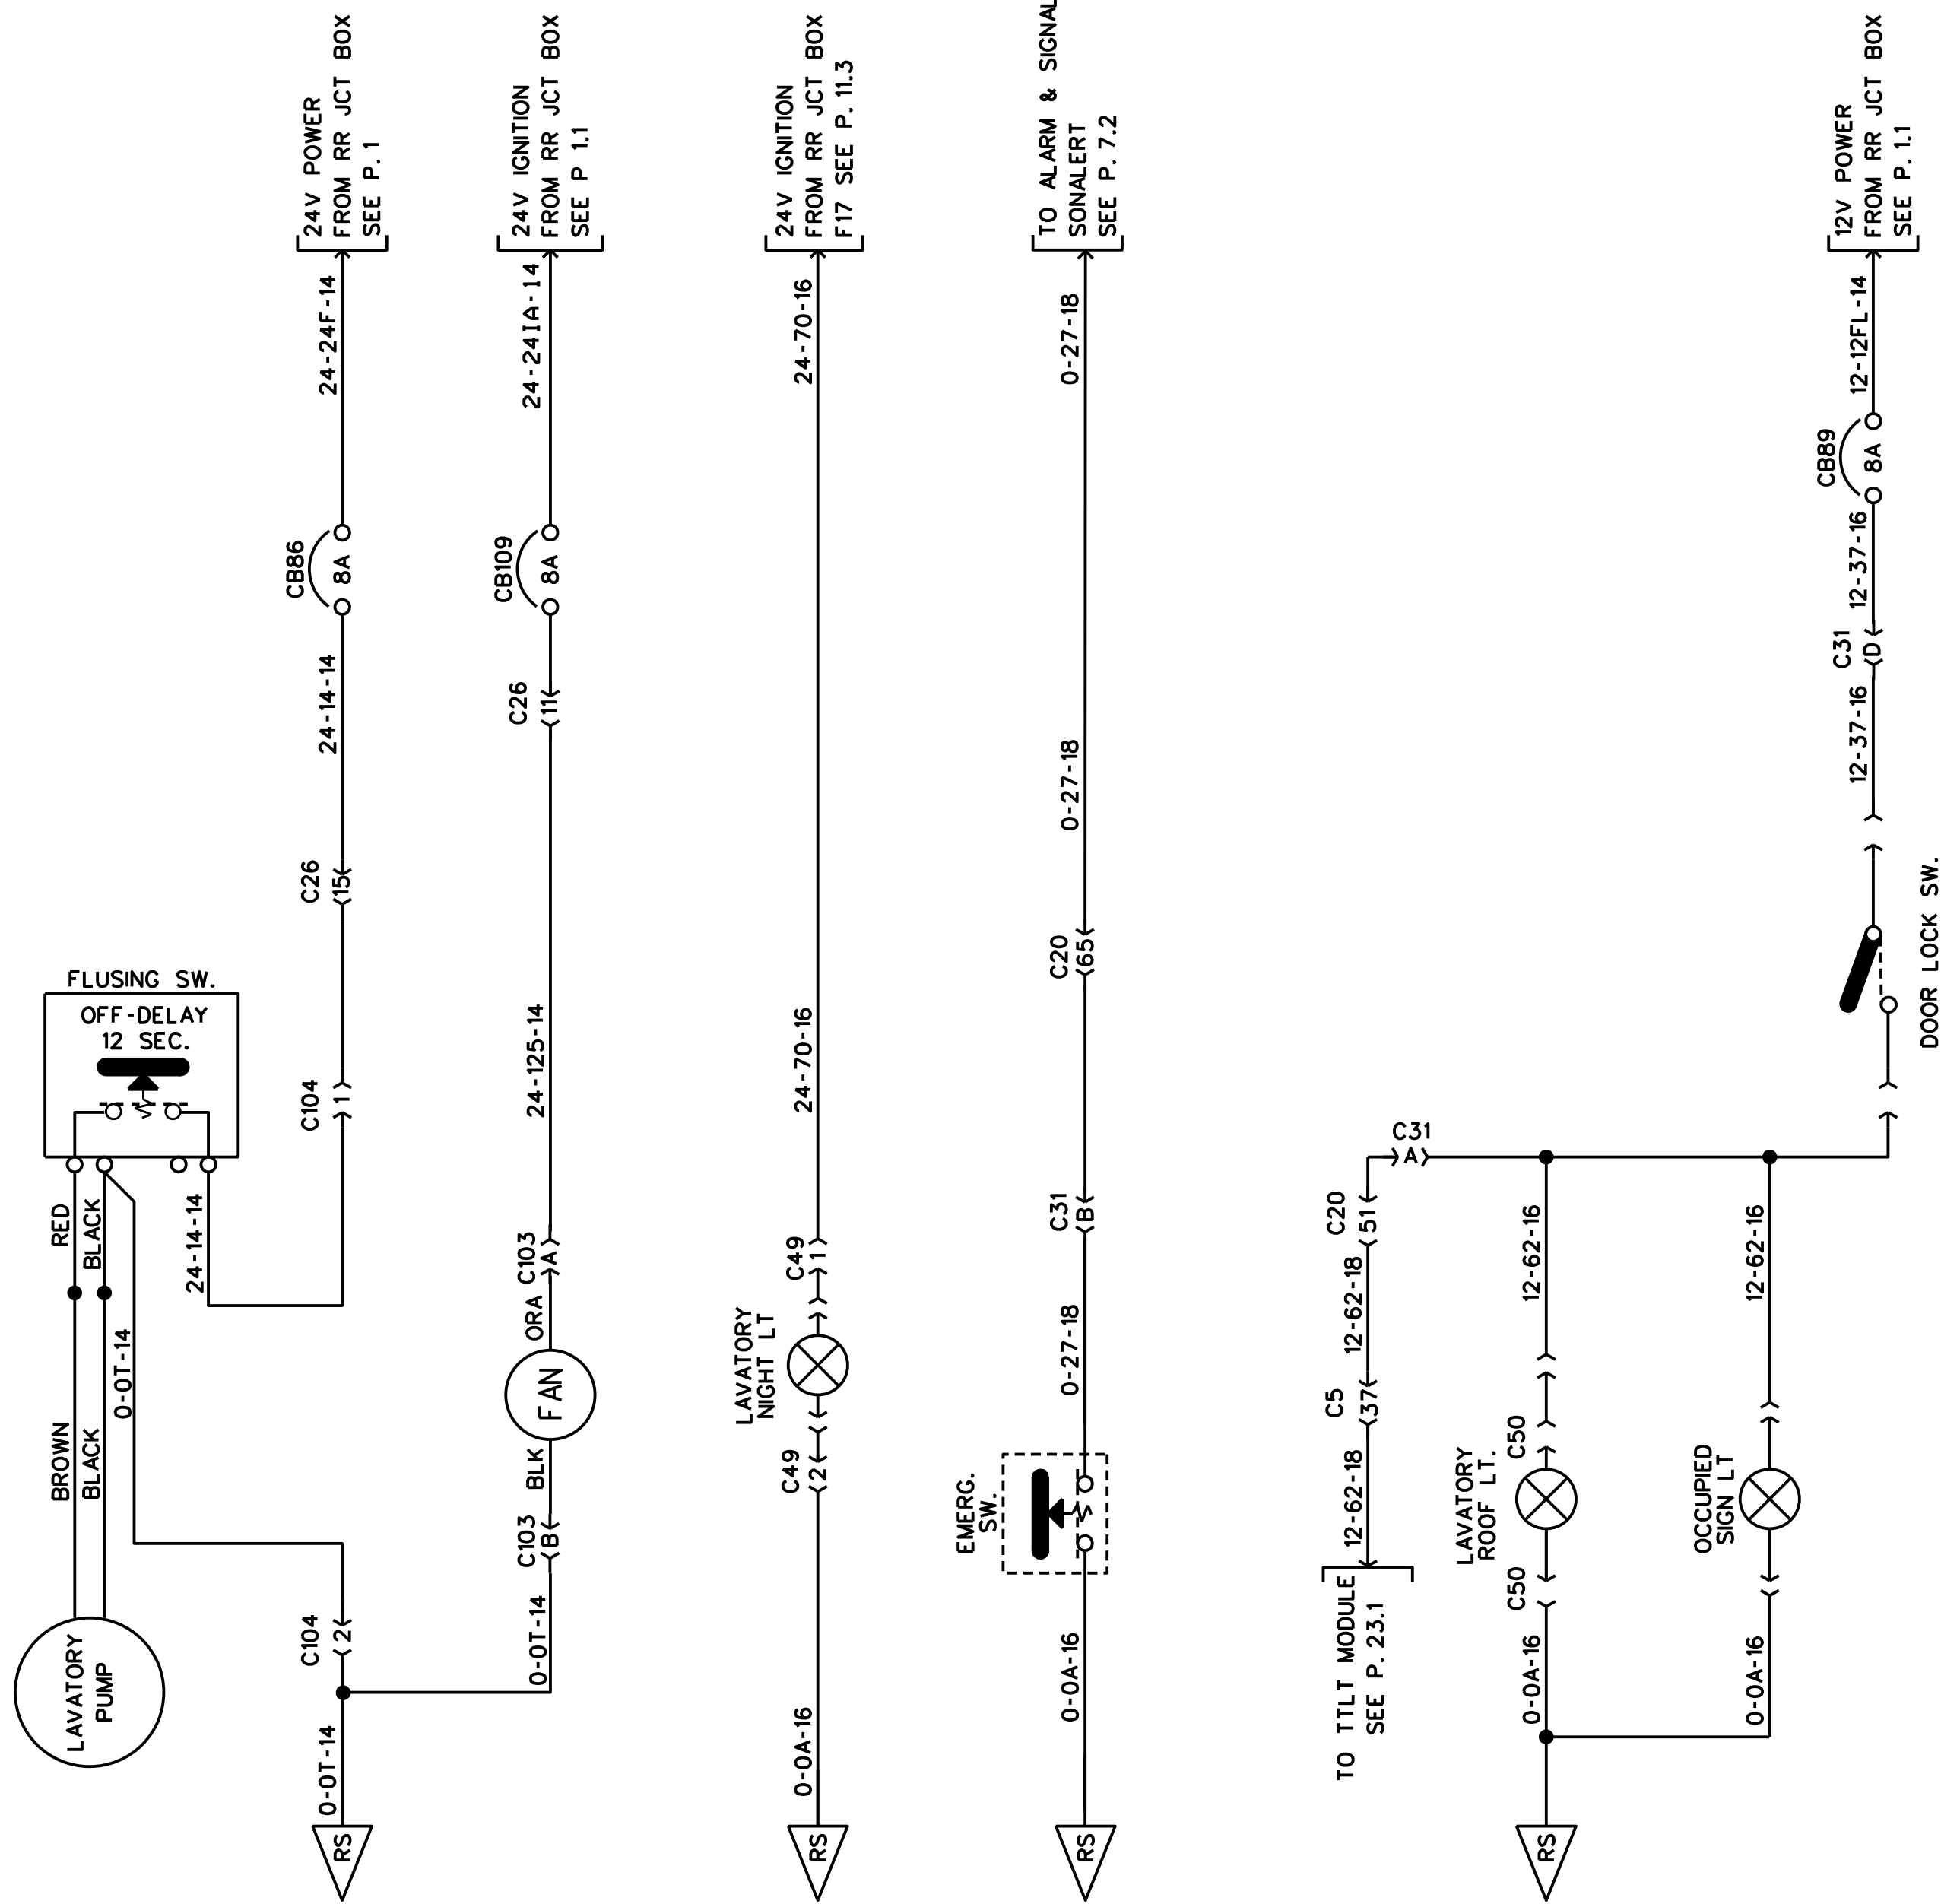 24V POWER
FROM RR JCT BOX
SEE P. 1
24-24F-14
CB86
8A
24-14-14
C26
15
C104
1
FLUSING SW.
OFF-DELAY
12 SEC.
RED
BLACK
24-14-14
BROWN
BLACK
0-0T-14
LAVATORY
PUMP
C104
2
0-0T-14
RS
24V IGNITION
FROM RR JCT BOX
SEE P 1.1
24-24IA-14
CB109
8A
C26
11
24-125-14
C103
A
ORA
FAN
BLK
C103
B
0-0T-14
24V IGNITION
FROM RR JCT BOX
F17 SEE P. 11.3
24-70-16
24-70-16
C49
1
LAVATORY
NIGHT LT
C49
2
0-0A-16
RS
TO ALARM & SIGNAL
SONALERT
SEE P. 7.2
0-27-18
0-27-18
C20
65
C31
B
0-27-18
EMERG.
SW.
0-0A-16
RS
12V POWER
FROM RR JCT BOX
SEE P. 1.1
12-12FL-14
CB89
8A
12-37-16
C31
D
12-37-16
DOOR LOCK SW.
C31
A
C20
51
12-62-18
C5
37
12-62-18
TO TTLT MODULE
SEE P. 23.1
12-62-16
C50
LAVATORY
ROOF LT.
C50
0-0A-16
12-62-16
OCCUPIED
SIGN LT
0-0A-16
RS